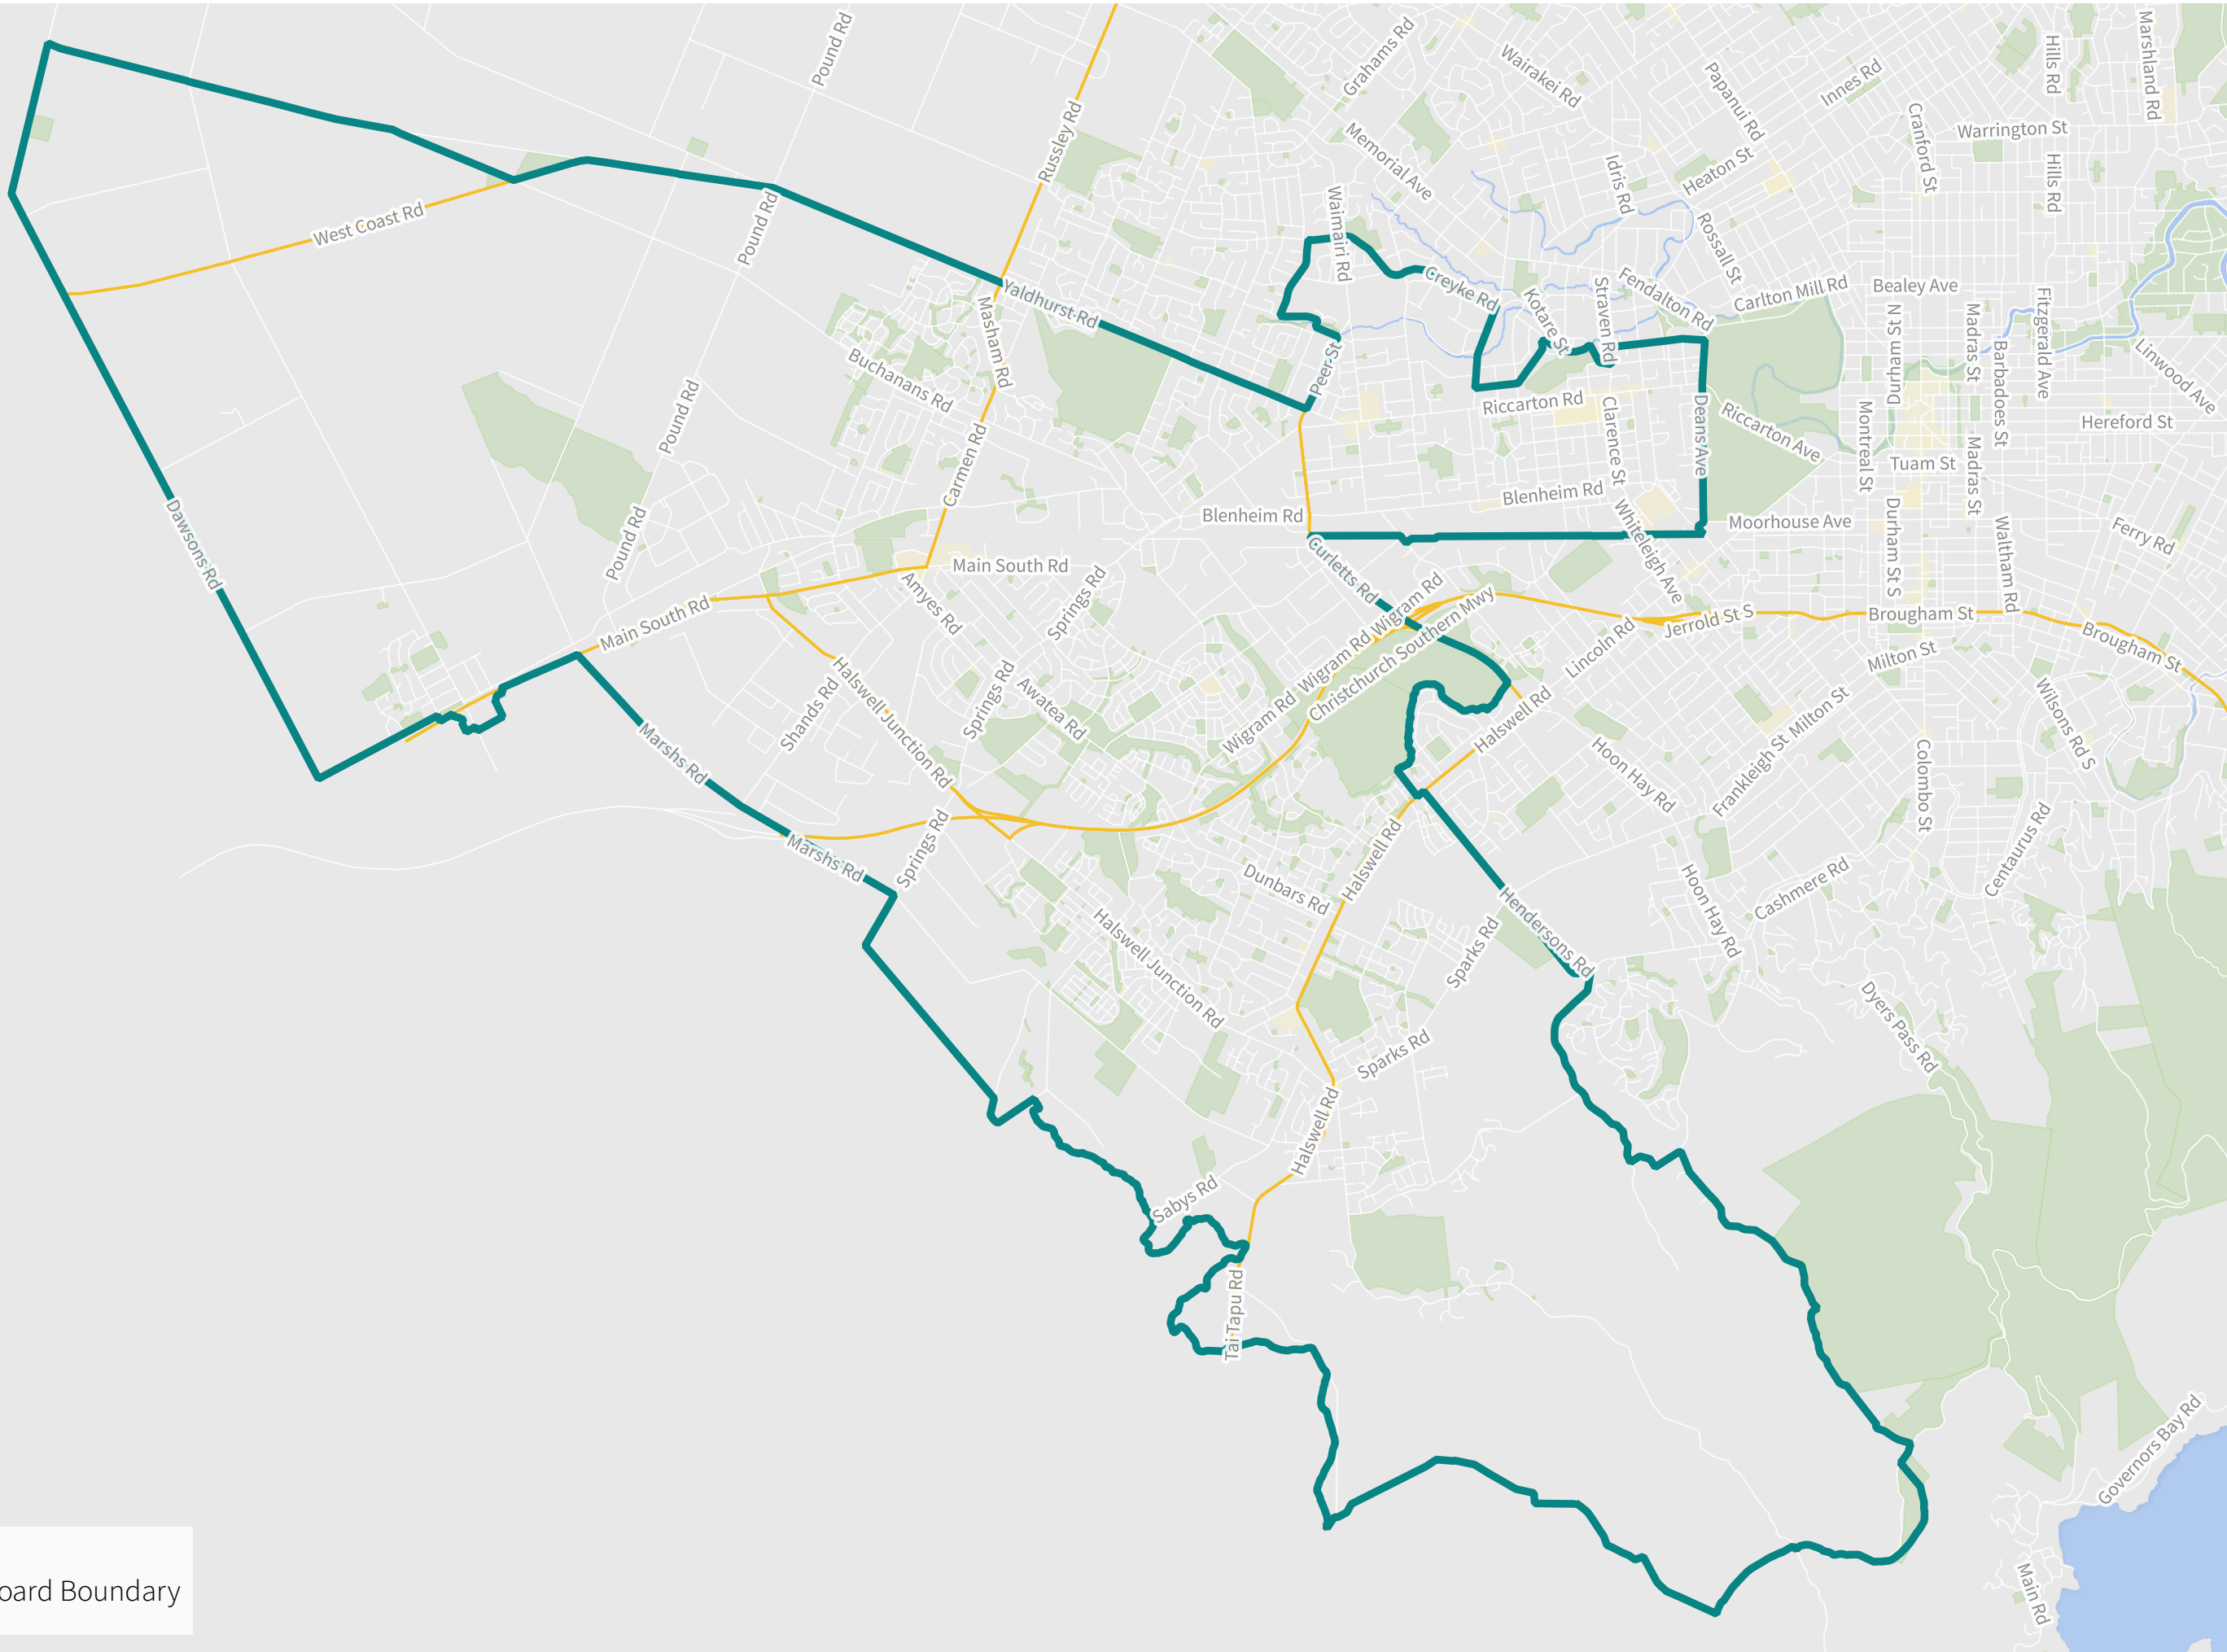 Pound Rd
Grahams Rd
Wairakei Rd
Papanui Rd
Innes Rd
Hills Rd
Marshland Rd
Russley Rd
Memorial Ave
Idris Rd
Heaton St
Cranford St
Warrington St
Hills Rd
West Coast Rd
Pound Rd
Waimairi Rd
Rossall St
Yaldhurst Rd
Creyke Rd
Kotare St
Straven Rd
Fendalton Rd
Carlton Mill Rd
Bealey Ave
Masham Rd
Durham St N
Madras St
Fitzgerald Ave
Barbadoes St
Linwood Ave
Buchanans Rd
Peer St
Pound Rd
Riccarton Rd
Clarence St
Deans Ave
Riccarton Ave
Montreal St
Hereford St
Carmen Rd
Tuam St
Madras St
Blenheim Rd
Blenheim Rd
Whiteleigh Ave
Moorhouse Ave
Durham St S
Waltham Rd
Ferry Rd
Dawsons Rd
Pound Rd
Main South Rd
Curletts Rd
Amyes Rd
Springs Rd
Wigram Rd
Main South Rd
Wigram Rd
Christchurch Southern Mwy
Lincoln Rd
Jerrold St S
Brougham St
Brougham St
Milton St
Halswell Junction Rd
Shands Rd
Springs Rd
Awatea Rd
Wigram Rd
Halswell Rd
Hoon Hay Rd
Frankleigh St
Milton St
Wilsons Rd S
Marshs Rd
Colombo St
Marshs Rd
Springs Rd
Dunbars Rd
Halswell Rd
Hendersons Rd
Hoon Hay Rd
Cashmere Rd
Centaurus Rd
Halswell Junction Rd
Sparks Rd
Sparks Rd
Dyers Pass Rd
Halswell Rd
Sabys Rd
Tai Tapu Rd
Governors Bay Rd
Main Rd
oard Boundary